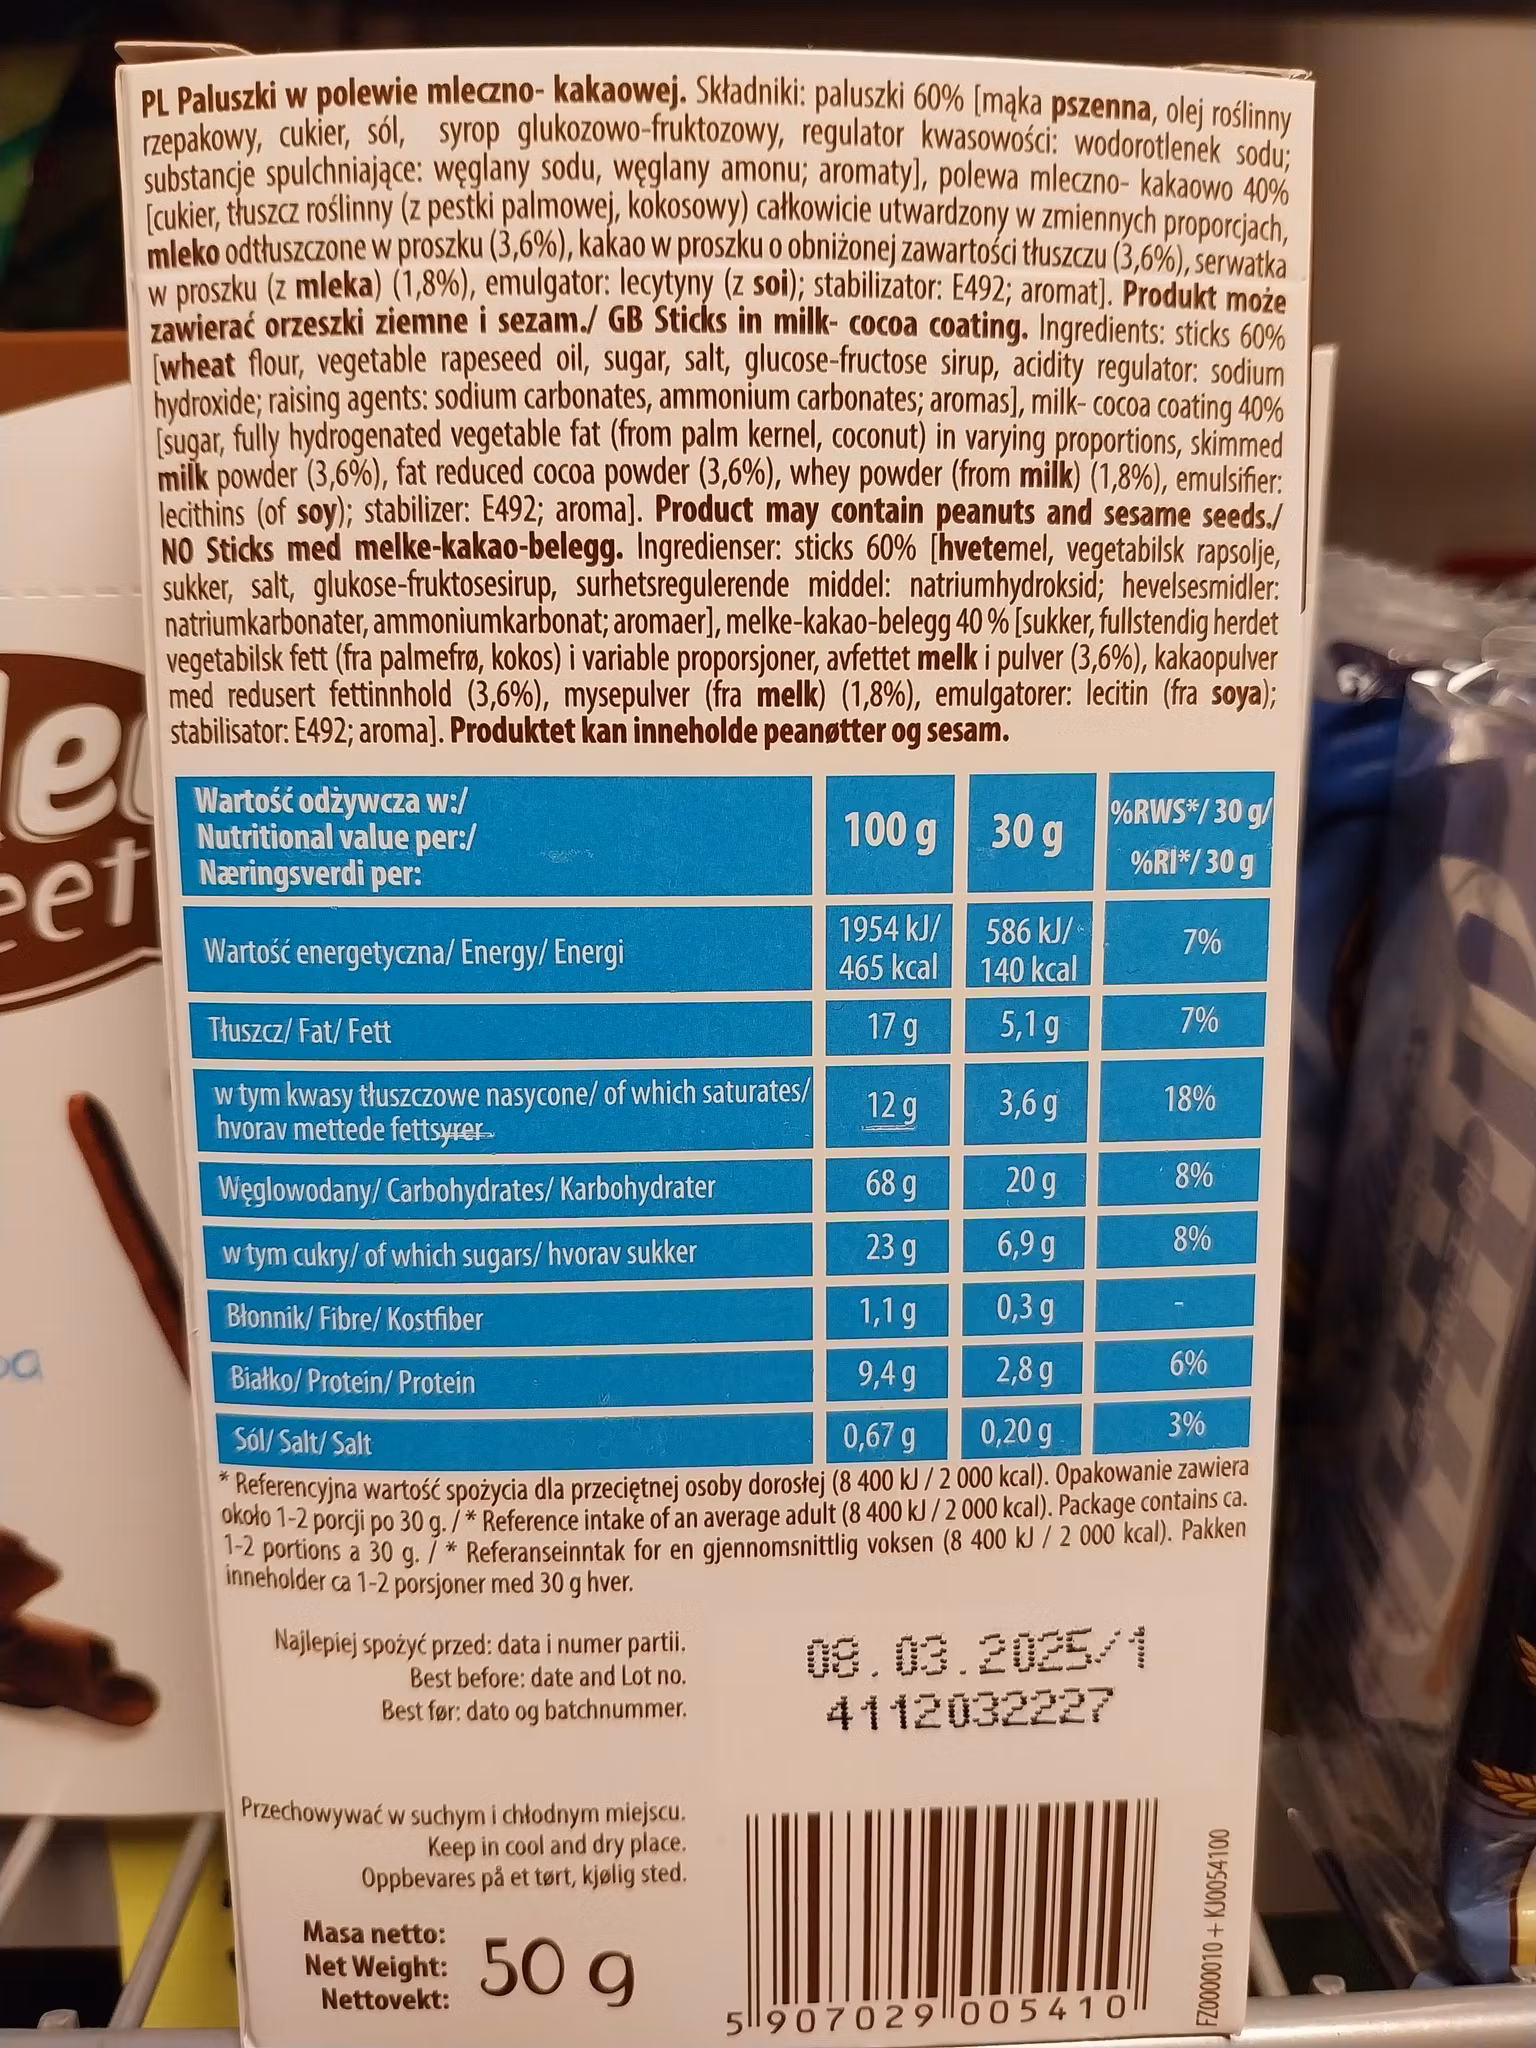 PL Paluszki w polewie mleczno- kakaowej. Składniki: paluszki 60% [mąka pszenna, olej roślinny
rzepakowy, cukier, sól, syrop glukozowo-fruktozowy, regulator kwasowości: wodorotlenek sodu;
substancje spulchniające: węglany sodu, węglany amonu; aromaty], polewa mleczno- kakaowo 40%
[cukier, tłuszcz roślinny (z pestki palmowej, kokosowy) całkowicie utwardzony w zmiennych proporcjach,
mleko odtłuszczone w proszku (3,6%), kakao w proszku o obniżonej zawartości tłuszczu (3,6%), serwatka
w proszku (z mleka) (1,8%), emulgator: lecytyny (z soi); stabilizator: E492; aromat]. Produkt może
zawierać orzeszki ziemne i sezam./ GB Sticks in milk- cocoa coating. Ingredients: sticks 60%
[wheat flour, vegetable rapeseed oil, sugar, salt, glucose-fructose sirup, acidity regulator: sodium
hydroxide; raising agents: sodium carbonates, ammonium carbonates; aromas], milk- cocoa coating 40%
[sugar, fully hydrogenated vegetable fat (from palm kernel, coconut) in varying proportions, skimmed
milk powder (3,6%), fat reduced cocoa powder (3,6%), whey powder (from milk) (1,8%), emulsifier:
lecithins (of soy); stabilizer: E492; aroma]. Product may contain peanuts and sesame seeds./
NO Sticks med melke-kakao-belegg. Ingredienser: sticks 60% [hvetemel, vegetabilsk rapsolje,
sukker, salt, glukose-fruktosesirup, surhetsregulerende middel: natriumhydroksid; hevelsesmidler:
natriumkarbonater, ammoniumkarbonat; aromaer], melke-kakao-belegg 40 % [sukker, fullstendig herdet
vegetabilsk fett (fra palmefrø, kokos) i variable proporsjoner, avfettet melk i pulver (3,6%), kakaopulver
med redusert fettinnhold (3,6%), mysepulver (fra melk) (1,8%), emulgatorer: lecitin (fra soya);
stabilisator: E492; aroma]. Produktet kan inneholde peanøtter og sesam.
Wartość odżywcza w:/
Nutritional value per:/
Næringsverdi per:
100 g
30 g
%RWS*/ 30 g/
%RI*/ 30 g
Wartość energetyczna/ Energy/ Energi
1954 kJ/
465 kcal
586 kJ/
140 kcal
7%
Tłuszcz/ Fat/ Fett
17 g
5,1 g
7%
w tym kwasy tłuszczowe nasycone/ of which saturates/
hvorav mettede fettsyrer
12 g
3,6 g
18%
Węglowodany/ Carbohydrates/ Karbohydrater
68 g
20 g
8%
w tym cukry/ of which sugars/ hvorav sukker
23 g
6,9 g
8%
Błonnik/ Fibre/ Kostfiber
1,1 g
0,3 g
-
Białko/ Protein/ Protein
9,4 g
2,8 g
6%
Sól/ Salt/ Salt
0,67 g
0,20 g
3%
* Referencyjna wartość spożycia dla przeciętnej osoby dorosłej (8 400 kJ / 2 000 kcal). Opakowanie zawiera
około 1-2 porcji po 30 g. / * Reference intake of an average adult (8 400 kJ / 2 000 kcal). Package contains ca.
1-2 portions a 30 g. / * Referanseinntak for en gjennomsnittlig voksen (8 400 kJ / 2 000 kcal). Pakken
inneholder ca 1-2 porsjoner med 30 g hver.
Najlepiej spożyć przed: data i numer partii.
Best before: date and Lot no.
Best før: dato og batchnummer.
08.03.2025/1
4112032227
Przechowywać w suchym i chłodnym miejscu.
Keep in cool and dry place.
Oppbevares på et tørt, kjølig sted.
Masa netto:
Net Weight:
Nettovekt:
50 g
5 907029 005410
FZ0000010 + KJ0054100